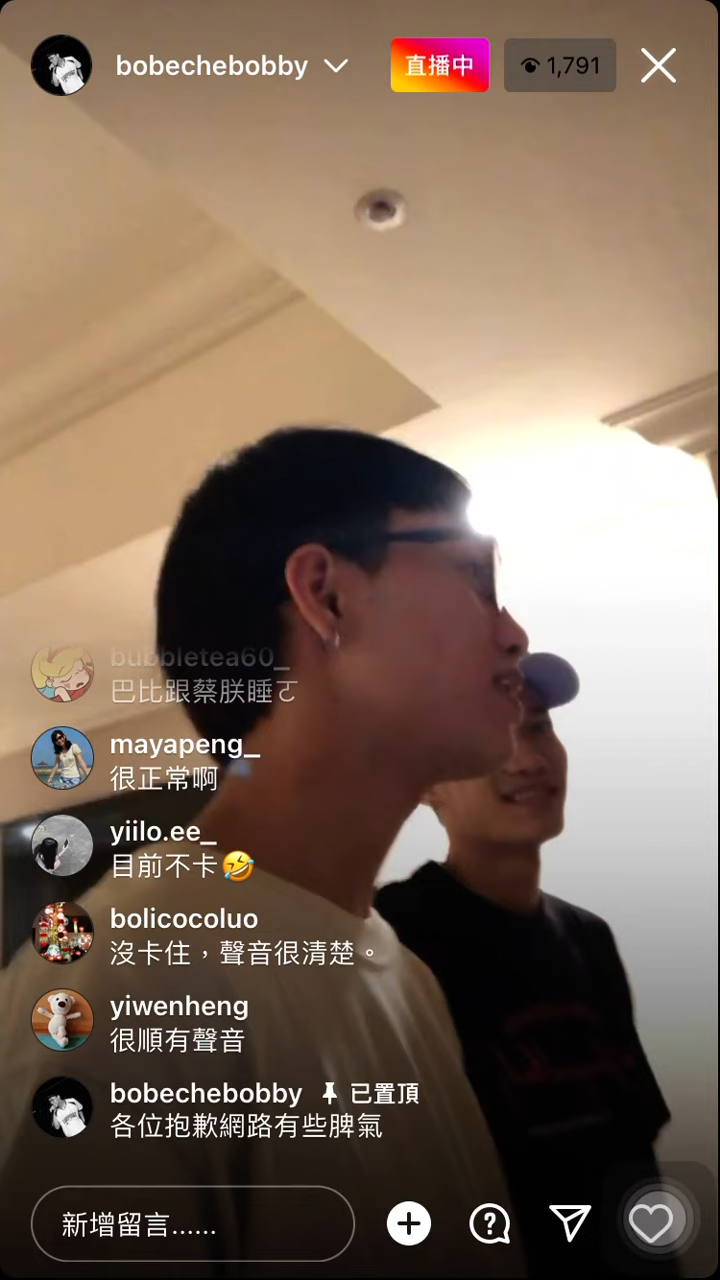 bobechebobby
直播中
1,791
bubbletea60_
巴比跟蔡朕睡ㄛ
mayapeng_
很正常啊
yiilo.ee_
目前不卡🤣
bolicocoluo
沒卡住，聲音很清楚。
yiwenheng
很順有聲音
bobechebobby 已置頂
各位抱歉網路有些脾氣
新增留言......